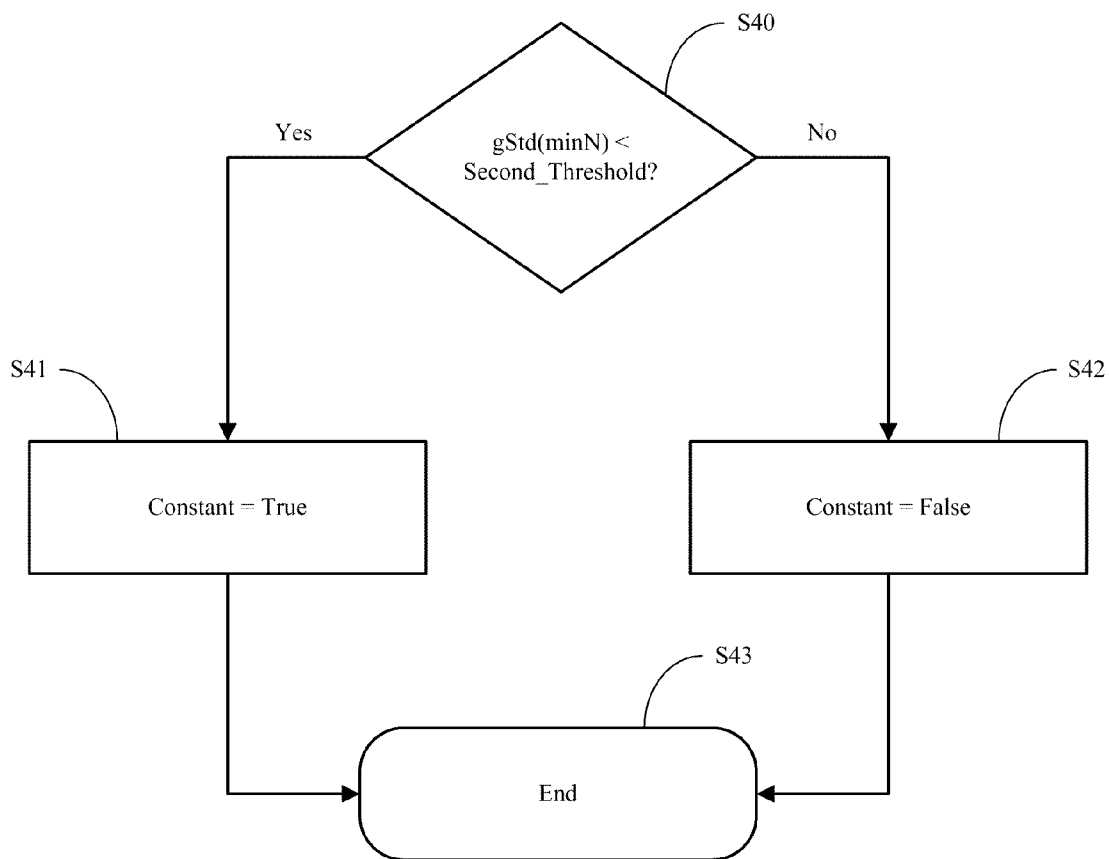 S40
Yes
No
gStd(minN) <
Second_Threshold?
S41
S42
Constant = True
Constant = False
S43
End